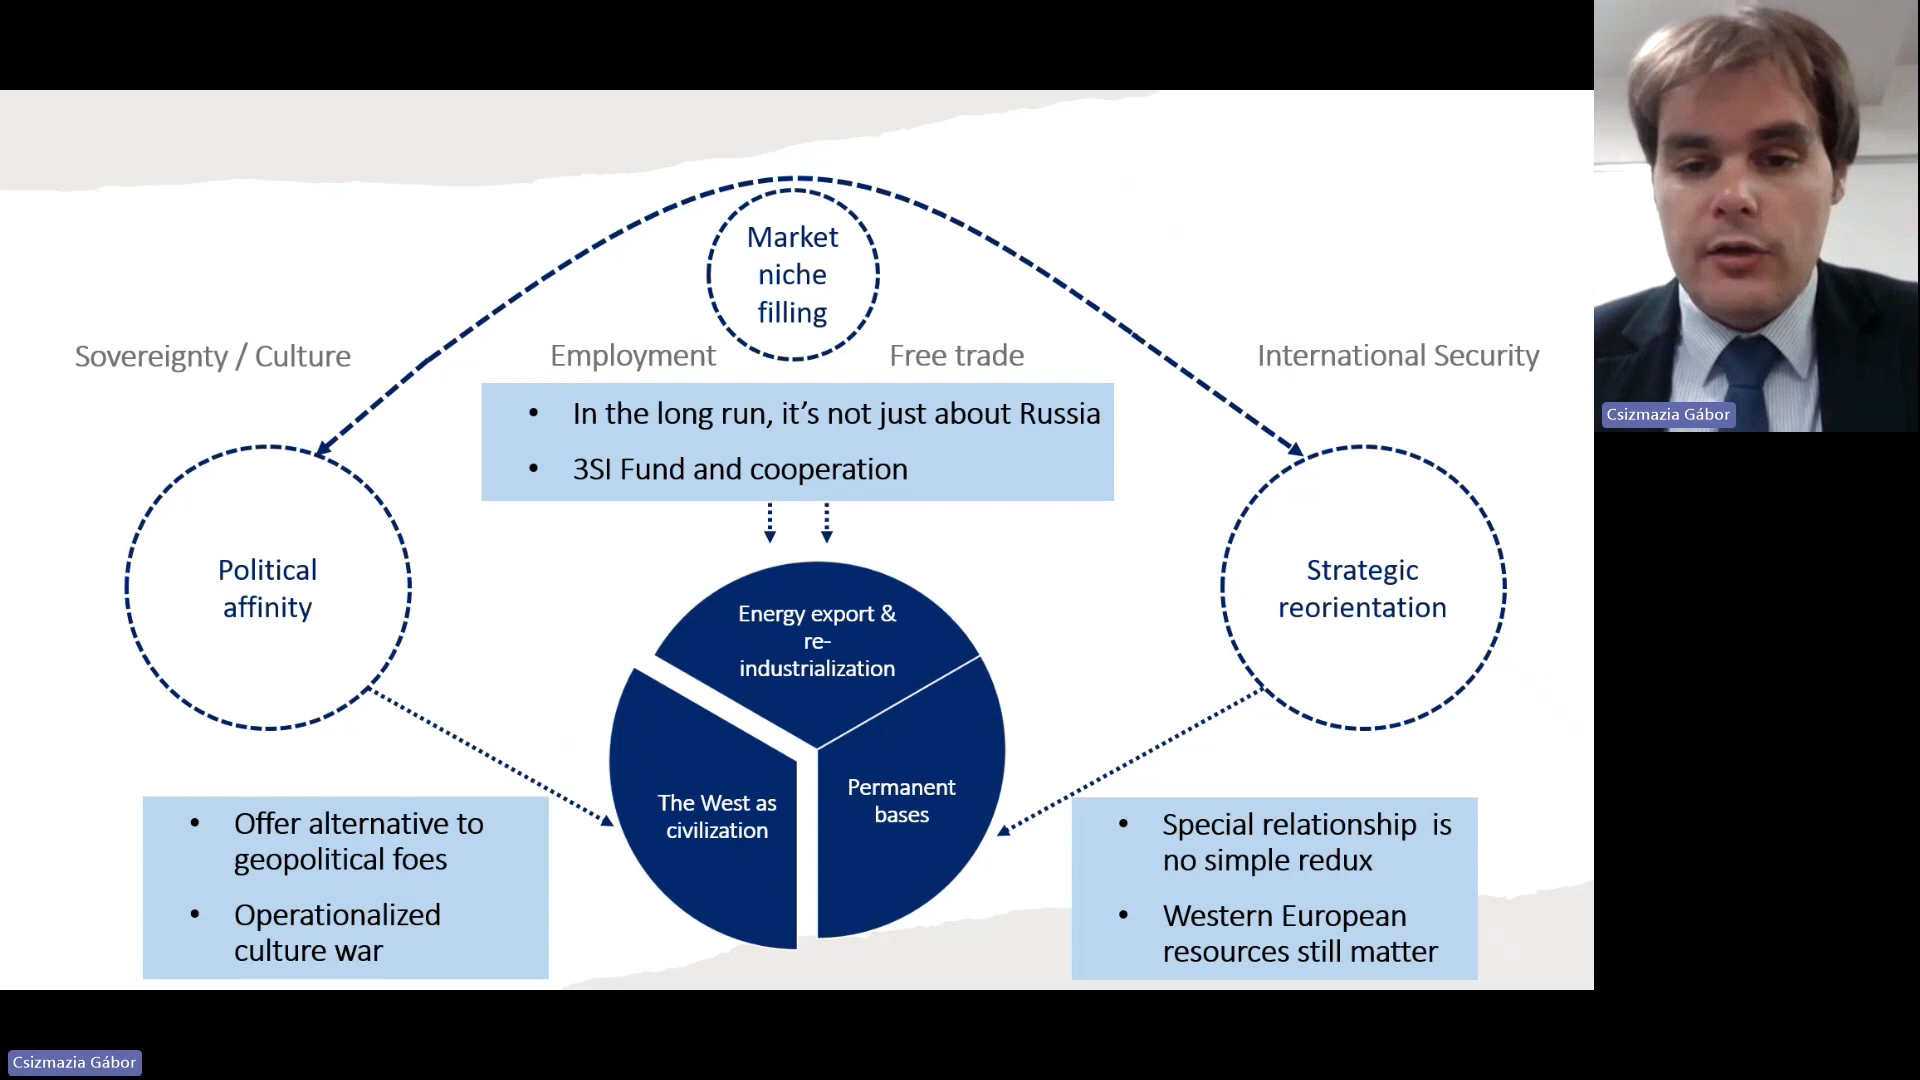 Market
niche
filling
Sovereignty / Culture
Employment
Free trade
International Security
• In the long run, it’s not just about Russia
• 3SI Fund and cooperation
Political
affinity
Strategic
reorientation
Energy export &
re-
industrialization
The West as
civilization
Permanent
bases
• Offer alternative to
geopolitical foes
• Operationalized
culture war
• Special relationship is
no simple redux
• Western European
resources still matter
Csizmazia Gábor
Csizmazia Gábor